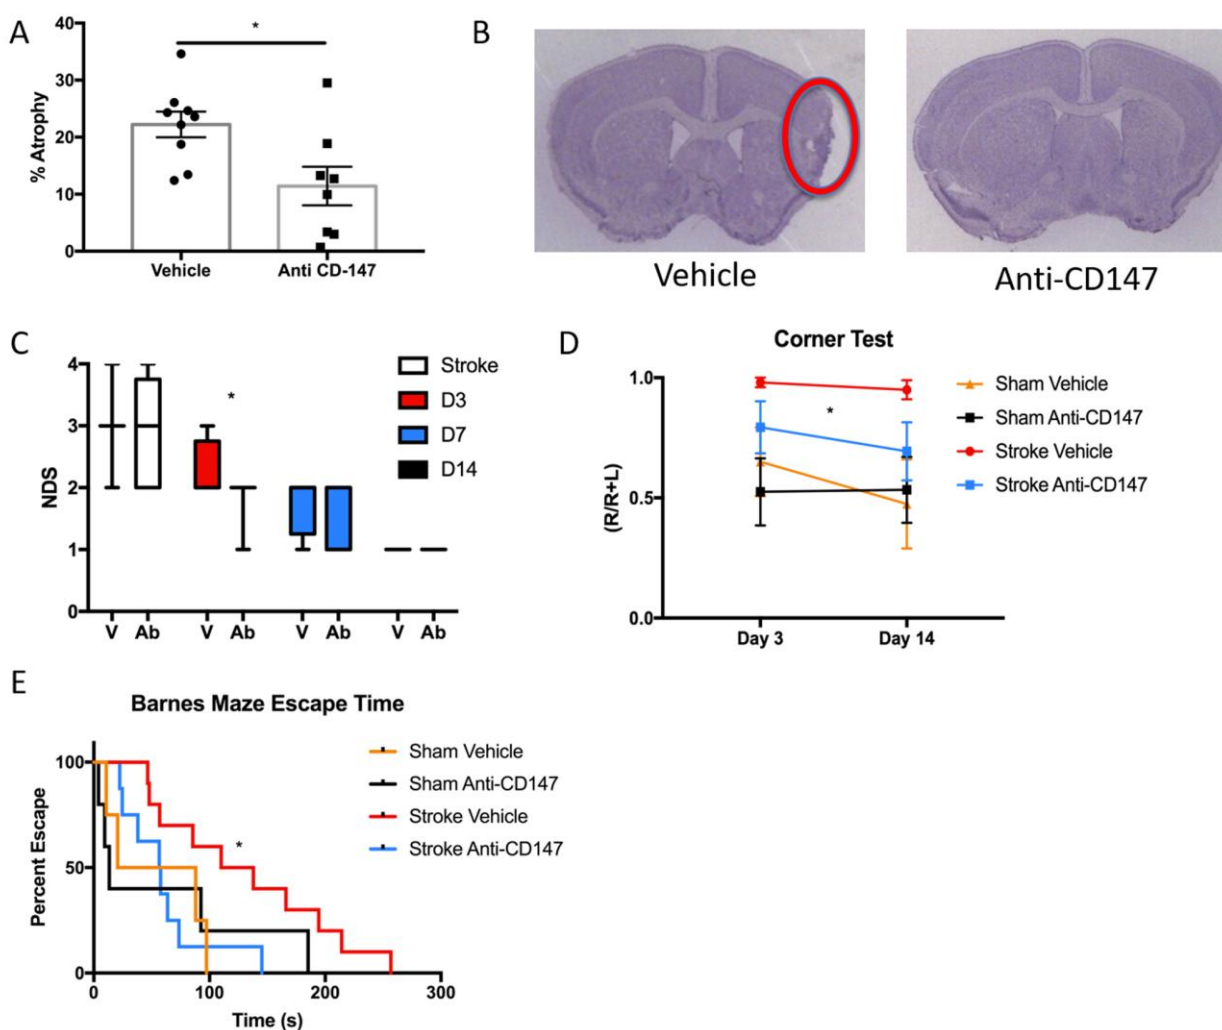 A
40
30
20
10
0
% Atrophy
*
Vehicle
Anti CD-147
B
Vehicle
Anti-CD147
C
4
3
2
1
0
NDS
*
V Ab V Ab V Ab V Ab
Stroke
D3
D7
D14
D
Corner Test
1.0
0.5
0.0
(R/R+L)
*
Day 3
Day 14
Sham Vehicle
Sham Anti-CD147
Stroke Vehicle
Stroke Anti-CD147
E
Barnes Maze Escape Time
100
50
0
Percent Escape
*
0 100 200 300
Time (s)
Sham Vehicle
Sham Anti-CD147
Stroke Vehicle
Stroke Anti-CD147